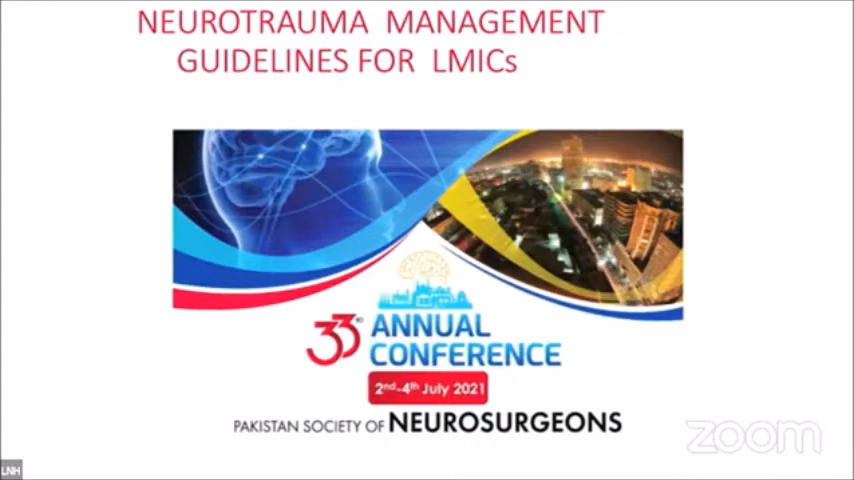 NEUROTRAUMA MANAGEMENT
GUIDELINES FOR LMICs
33RD ANNUAL
CONFERENCE
2nd-4th July 2021
PAKISTAN SOCIETY OF NEUROSURGEONS
zoom
LNH